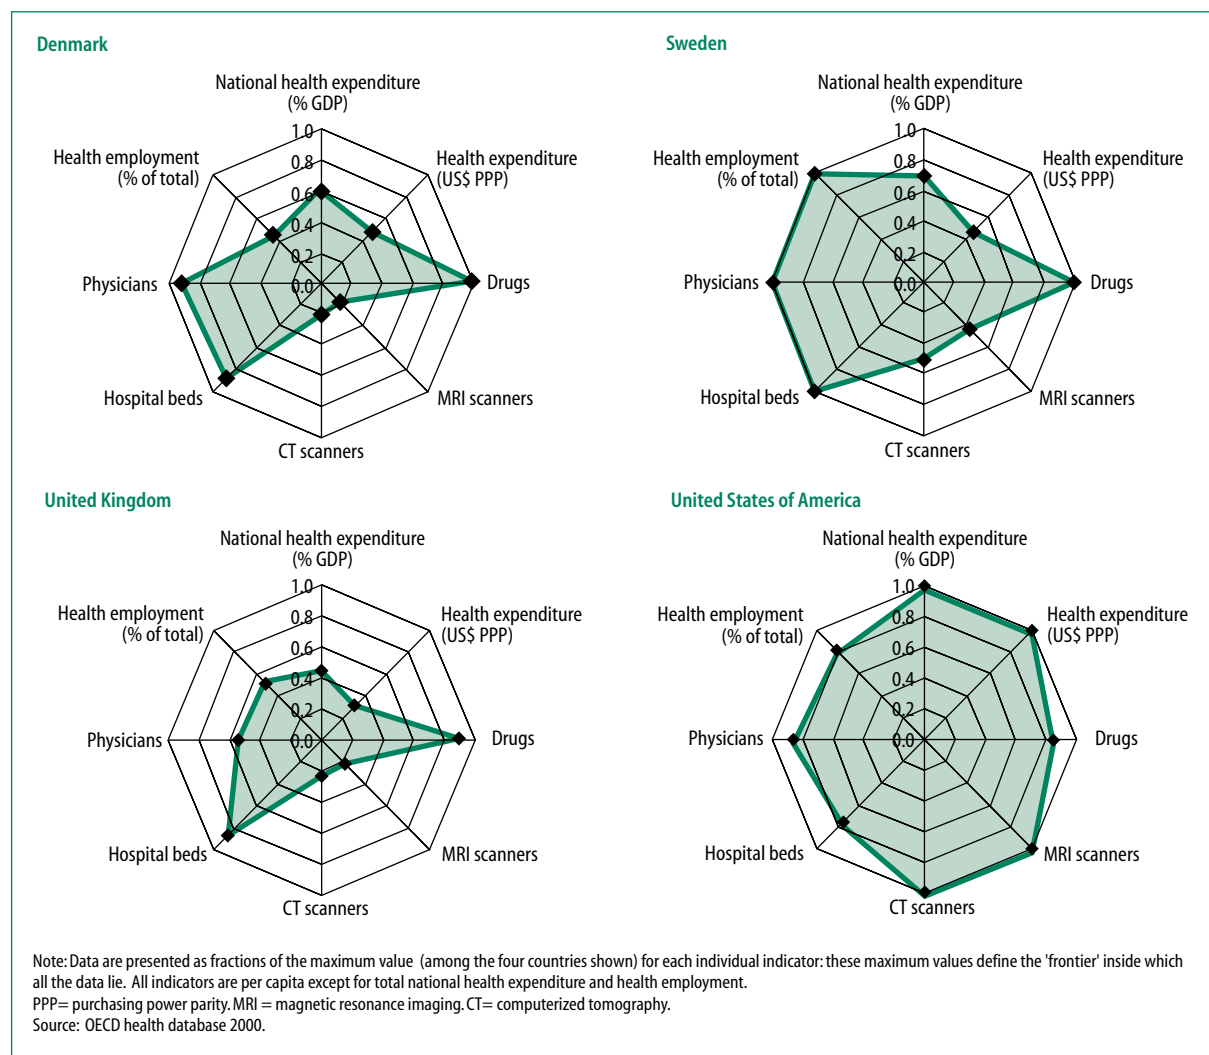 Denmark
National health expenditure
(% GDP)
1.0
0.8
0.6
0.4
0.2
0.0
Health employment
(% of total)
Health expenditure
(US$ PPP)
Physicians
Drugs
Hospital beds
MRI scanners
CT scanners
Sweden
National health expenditure
(% GDP)
1.0
0.8
0.6
0.4
0.2
0.0
Health employment
(% of total)
Health expenditure
(US$ PPP)
Physicians
Drugs
Hospital beds
MRI scanners
CT scanners
United Kingdom
National health expenditure
(% GDP)
1.0
0.8
0.6
0.4
0.2
0.0
Health employment
(% of total)
Health expenditure
(US$ PPP)
Physicians
Drugs
Hospital beds
MRI scanners
CT scanners
United States of America
National health expenditure
(% GDP)
1.0
0.8
0.6
0.4
0.2
0.0
Health employment
(% of total)
Health expenditure
(US$ PPP)
Physicians
Drugs
Hospital beds
MRI scanners
CT scanners
Note: Data are presented as fractions of the maximum value (among the four countries shown) for each individual indicator: these maximum values define the 'frontier' inside which
all the data lie. All indicators are per capita except for total national health expenditure and health employment.
PPP= purchasing power parity. MRI = magnetic resonance imaging. CT= computerized tomography.
Source: OECD health database 2000.